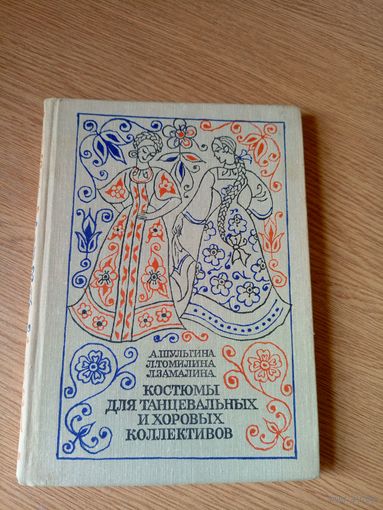 А.ШУЛЬГИНА
Л.ТОМИЛИНА
Л.ЗАМАЛИНА
КОСТЮМЫ
ДЛЯ ТАНЦЕВАЛЬНЫХ
И ХОРОВЫХ
КОЛЛЕКТИВОВ